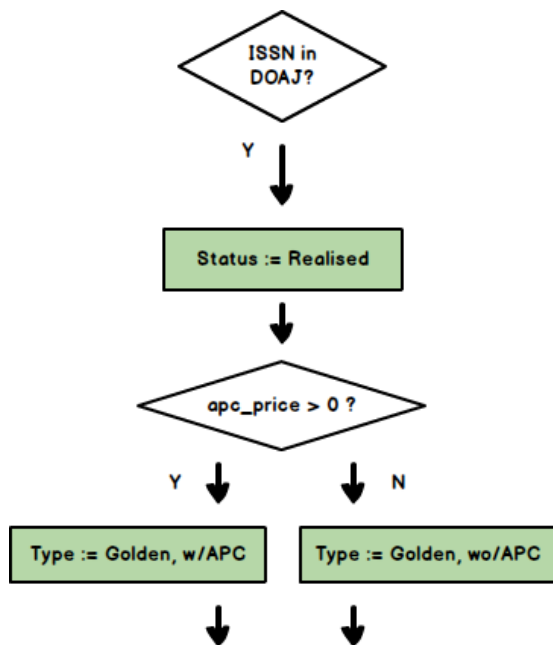 ISSN in
DOAJ?
Y
Status := Realised
apc_price > 0 ?
Y
N
Type := Golden, w/APC
Type := Golden, wo/APC